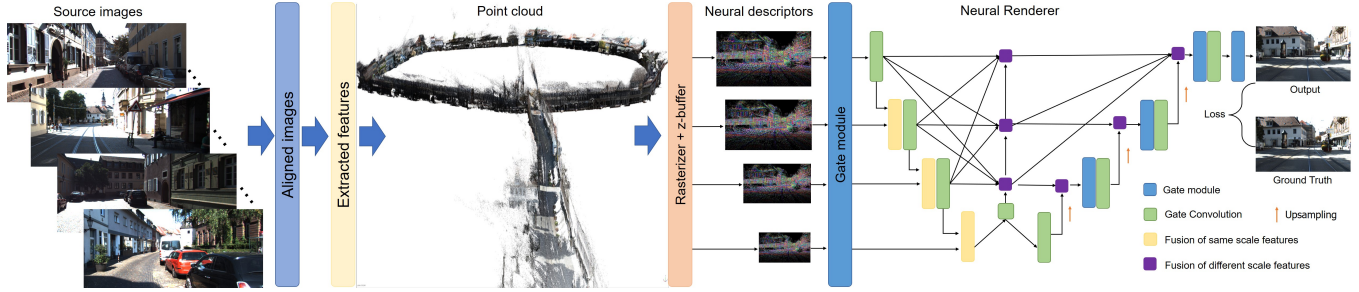 Source images
Aligned images
Extracted features
Point cloud
Rasterizer + z-buffer
Neural descriptors
Gate module
Neural Renderer
Output
Loss
Ground Truth
Gate module
Gate Convolution
Upsampling
Fusion of same scale features
Fusion of different scale features